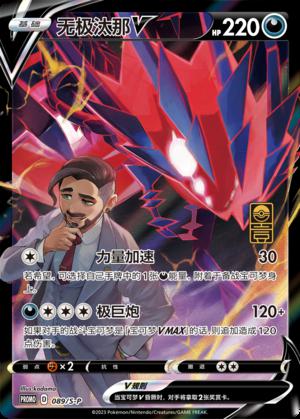 基础 无极汰那V HP220
壹
力量加速 30
若希望,可选择自己手牌中的1张能量,附着于备战宝可梦身上。
极巨炮 120+
如果对手的战斗宝可梦是「宝可梦VMAX」的话,则追加造成120
点伤害。
弱点 ×2 抗性 撤退
Illus.kodama
V规则
当宝可梦V昏厥时,对手将拿取2张奖赏卡。
PROMO D 089/S-P
©2023 Pokémon/Nintendo/Creatures/GAME FREAK.